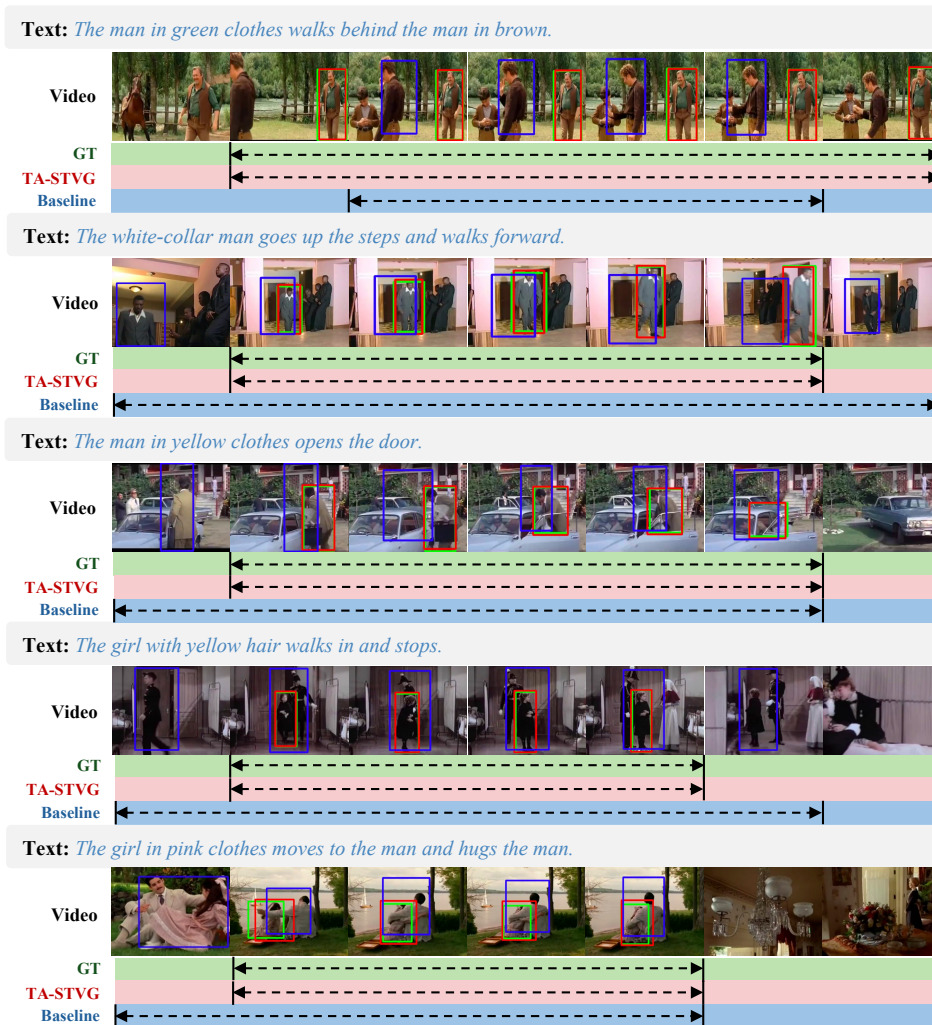 Text: The man in green clothes walks behind the man in brown.
Video
GT
TA-STVG
Baseline
Text: The white-collar man goes up the steps and walks forward.
Video
GT
TA-STVG
Baseline
Text: The man in yellow clothes opens the door.
Video
GT
TA-STVG
Baseline
Text: The girl with yellow hair walks in and stops.
Video
GT
TA-STVG
Baseline
Text: The girl in pink clothes moves to the man and hugs the man.
Video
GT
TA-STVG
Baseline